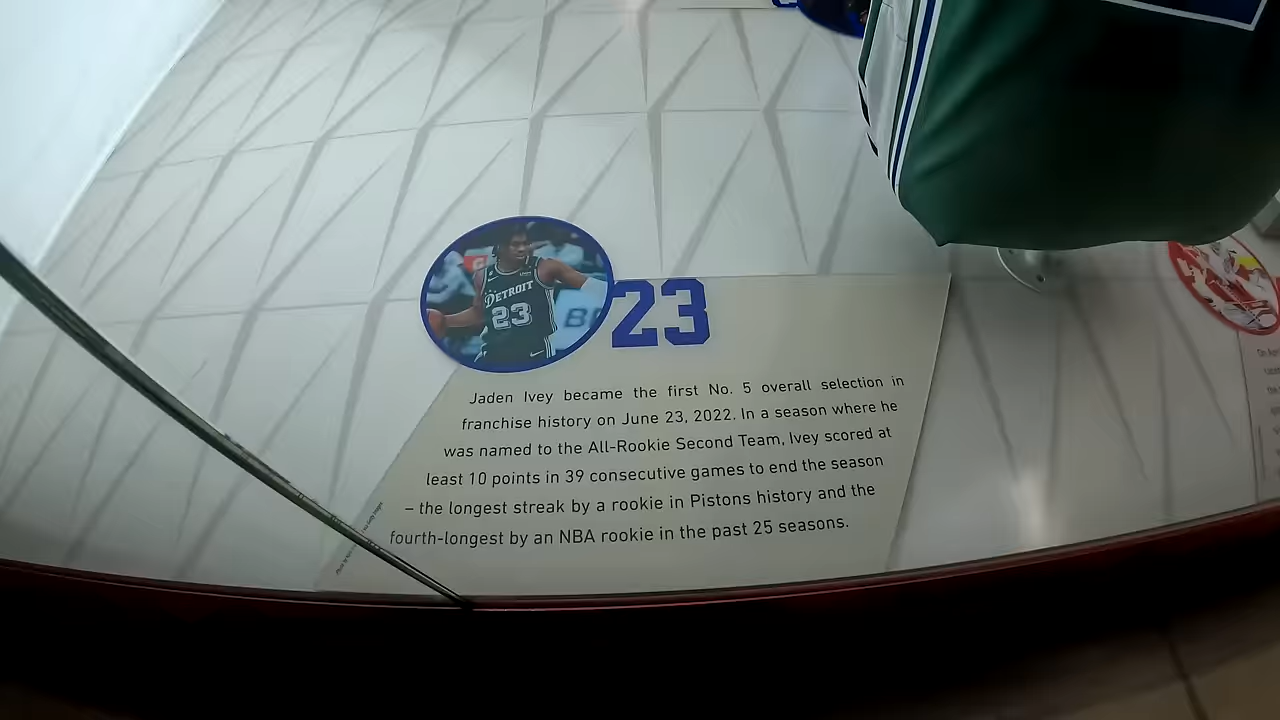 DETROIT
23
23
Jaden Ivey became the first No. 5 overall selection in
franchise history on June 23, 2022. In a season where he
was named to the All-Rookie Second Team, Ivey scored at
least 10 points in 39 consecutive games to end the season
– the longest streak by a rookie in Pistons history and the
fourth-longest by an NBA rookie in the past 25 seasons.